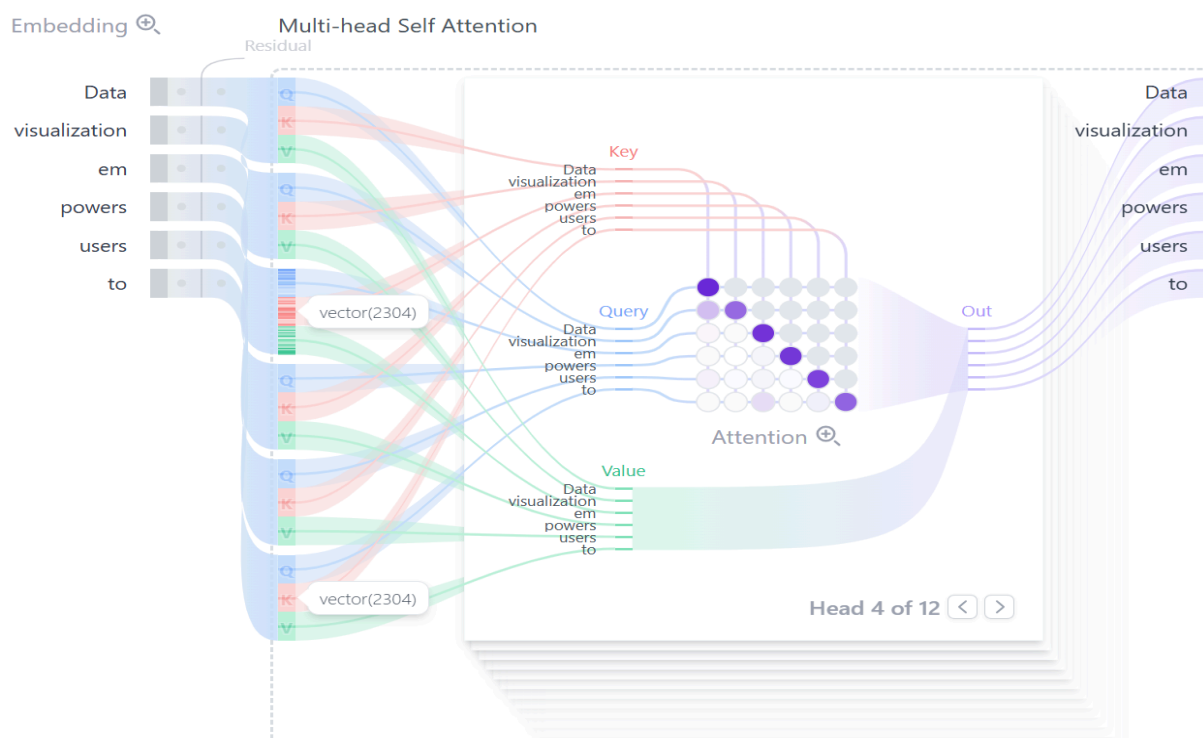 Embedding
Multi-head Self Attention
Residual
Data
visualization
em
powers
users
to
Q
K
V
Q
K
V
vector(2304)
Q
K
V
Q
K
V
Q
K
V
vector(2304)
Key
Data
visualization
em
powers
users
to
Query
Data
visualization
em
powers
users
to
Attention
Value
Data
visualization
em
powers
users
to
Out
Head 4 of 12 < >
Data
visualization
em
powers
users
to